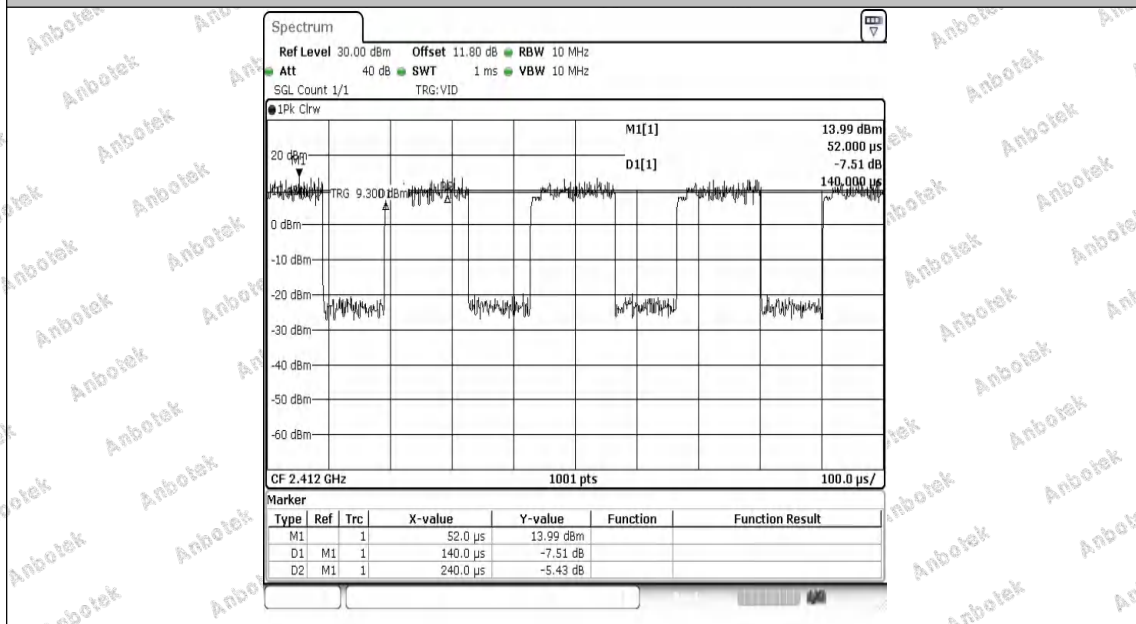 Spectrum
Ref Level 30.00 dBm Offset 11.80 dB RBW 10 MHz
Att 40 dB SWT 1 ms VBW 10 MHz
SGL Count 1/1 TRG:VID
1Pk Clrw
M1[1] 13.99 dBm
52.000 µs
20 dBm
M1
D1[1] -7.51 dB
140.000 µs
TRG 9.300 dBm
0 dBm
-10 dBm
-20 dBm
-30 dBm
-40 dBm
-50 dBm
-60 dBm
CF 2.412 GHz 1001 pts 100.0 µs/
Marker
Type Ref Trc X-value Y-value Function Function Result
M1 1 52.0 µs 13.99 dBm
D1 M1 1 140.0 µs -7.51 dB
D2 M1 1 240.0 µs -5.43 dB
Anbotek